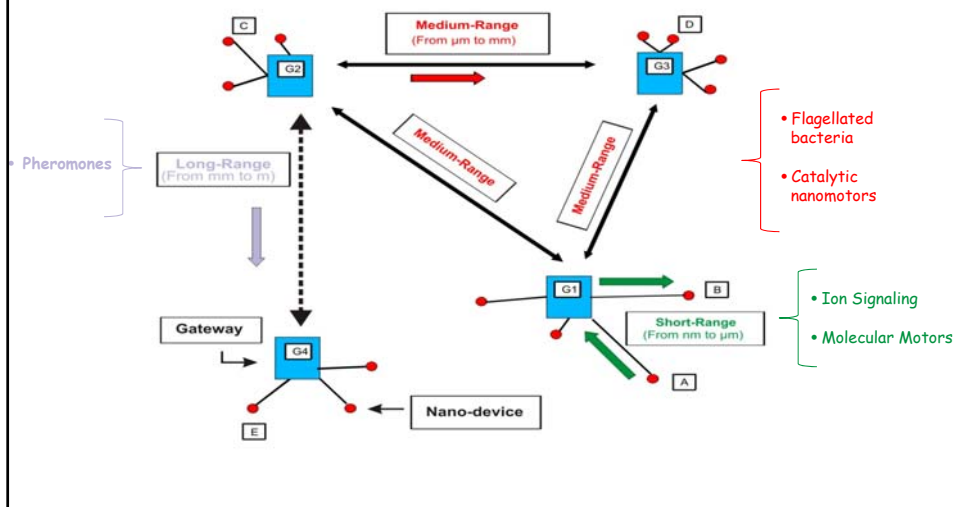 C
Medium-Range
(From μm to mm)
D
G2
G3
• Flagellated
bacteria
• Catalytic
nanomotors
• Pheromones
Long-Range
(From mm to m)
Medium-Range
Medium-Range
G1
B
• Ion Signaling
• Molecular Motors
Short-Range
(From nm to μm)
Gateway
G4
A
Nano-device
E